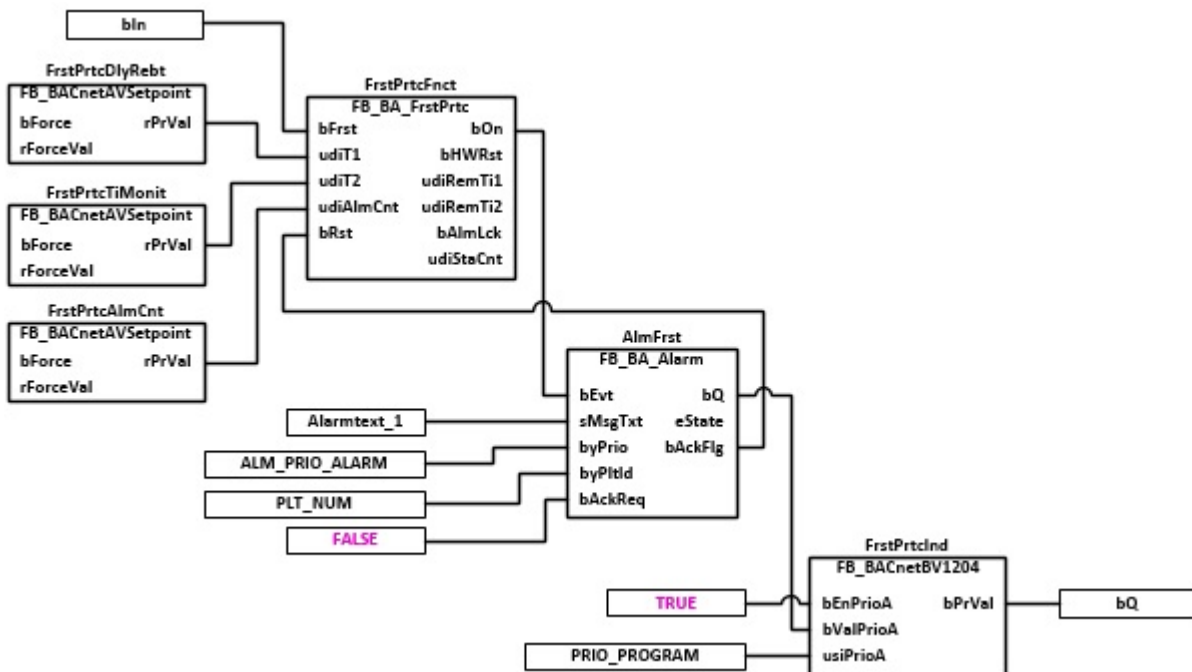 bIn
FrstPrtcDlyRebt
FB_BACnetAVSetpoint
bForce rPrVal
rForceVal
FrstPrtcTiMonit
FB_BACnetAVSetpoint
bForce rPrVal
rForceVal
FrstPrtcAlmCnt
FB_BACnetAVSetpoint
bForce rPrVal
rForceVal
FrstPrtcFnct
FB_BA_FrstPrtc
bFrst bOn
udiT1 bHWRst
udiT2 udiRemTi1
udiAlmCnt udiRemTi2
bRst bAlmLck
udiStaCnt
AlmFrst
FB_BA_Alarm
bEvt bQ
sMsgTxt eState
byPrio bAckFlg
byPltId
bAckReq
Alarmtext_1
ALM_PRIO_ALARM
PLT_NUM
FALSE
FrstPrtcInd
FB_BACnetBV1204
bEnPrioA bPrVal
bValPrioA
usiPrioA
TRUE
PRIO_PROGRAM
bQ